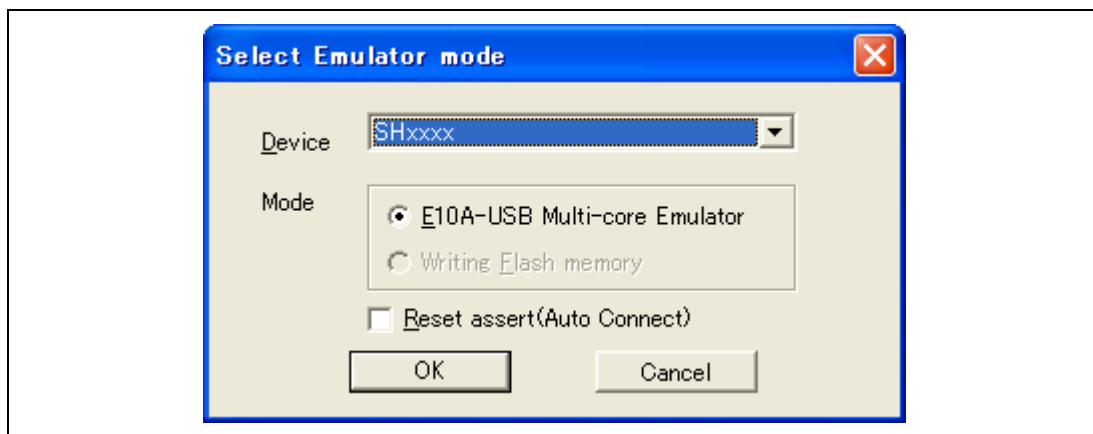 Select Emulator mode
Device SHxxxx
Mode
E10A-USB Multi-core Emulator
Writing Flash memory
Reset assert(Auto Connect)
OK Cancel